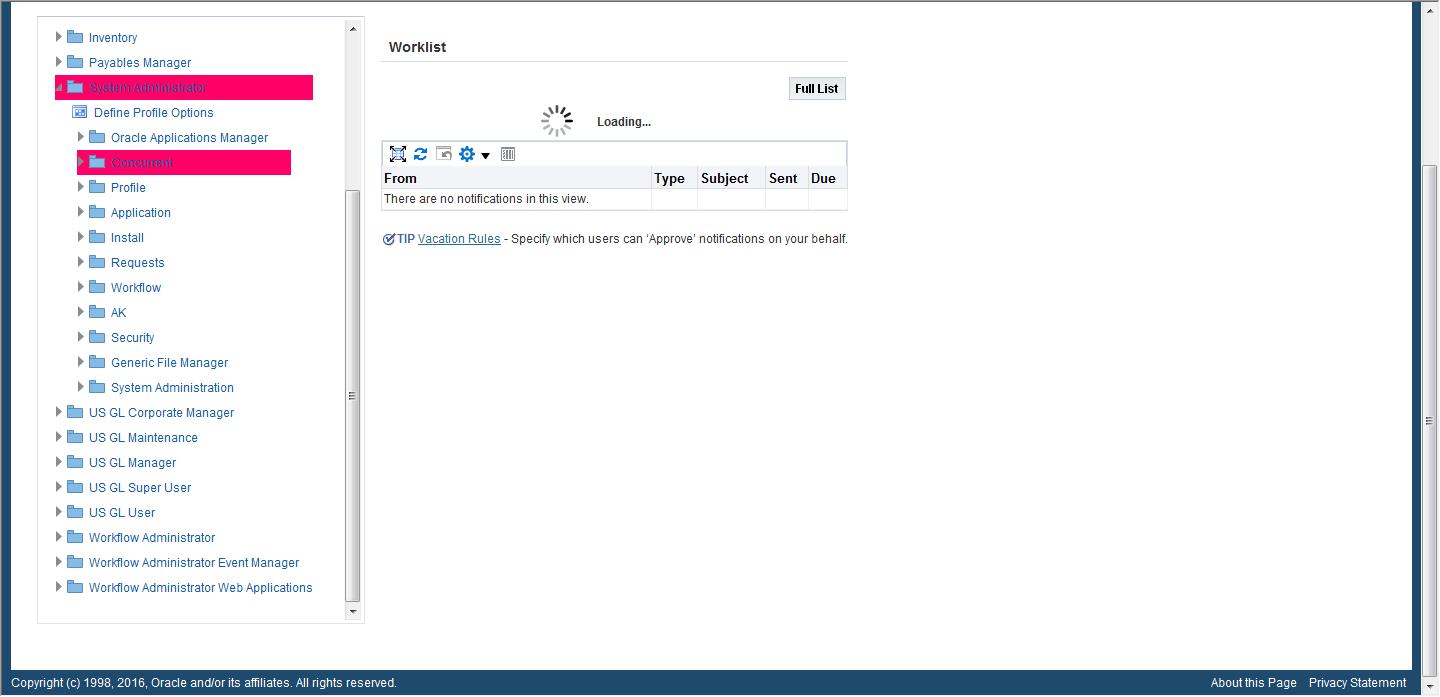 Inventory
Payables Manager
System Administrator
Define Profile Options
Oracle Applications Manager
Concurrent
Profile
Application
Install
Requests
Workflow
AK
Security
Generic File Manager
System Administration
US GL Corporate Manager
US GL Maintenance
US GL Manager
US GL Super User
US GL User
Workflow Administrator
Workflow Administrator Event Manager
Workflow Administrator Web Applications
Worklist
Full List
Loading...
From Type Subject Sent Due
There are no notifications in this view.
TIP Vacation Rules - Specify which users can ‘Approve’ notifications on your behalf.
Copyright (c) 1998, 2016, Oracle and/or its affiliates. All rights reserved.
About this Page Privacy Statement